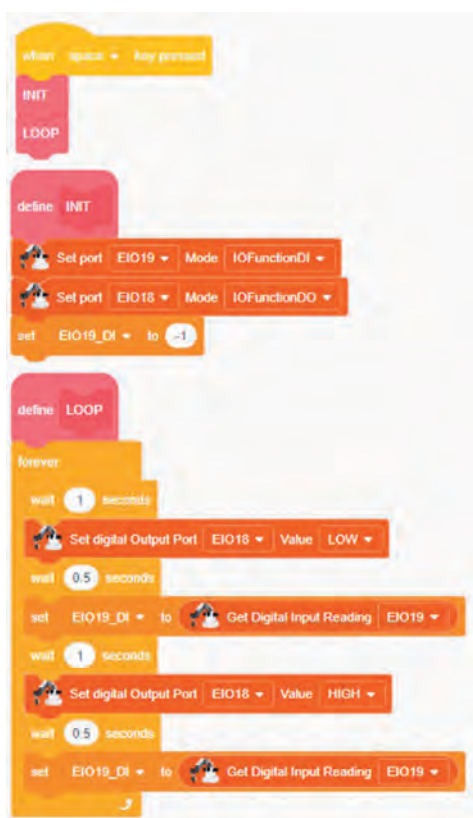 when space key pressed
INIT
LOOP
define INIT
Set port EIO19 Mode IOFunctionDI
Set port EIO18 Mode IOFunctionDO
set EIO19_DI to -1
define LOOP
forever
wait 1 seconds
Set digital Output Port EIO18 Value LOW
wait 0.5 seconds
set EIO19_DI to Get Digital Input Reading EIO19
wait 1 seconds
Set digital Output Port EIO18 Value HIGH
wait 0.5 seconds
set EIO19_DI to Get Digital Input Reading EIO19